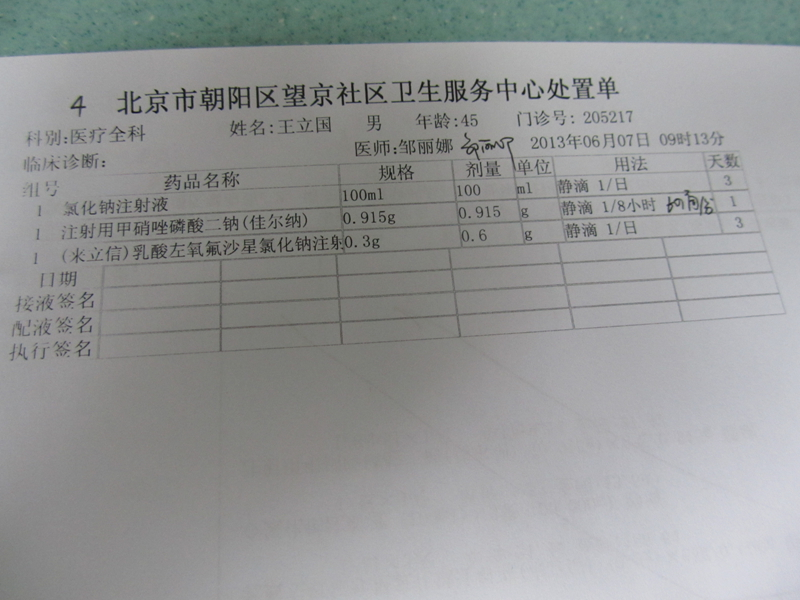 4 北京市朝阳区望京社区卫生服务中心处置单
科别:医疗全科 姓名:王立国 男 年龄:45 门诊号: 205217
临床诊断: 医师:邹丽娜 2013年06月07日 09时13分
组号 药品名称 规格 剂量 单位 用法 天数
1 氯化钠注射液 100ml 100 ml 静滴 1/日 3
1 注射用甲硝唑磷酸二钠(佳尔纳) 0.915g 0.915 g 静滴 1/8小时 1
1 (米立信)乳酸左氧氟沙星氯化钠注射 0.3g 0.6 g 静滴 1/日 3
日期
接液签名
配液签名
执行签名